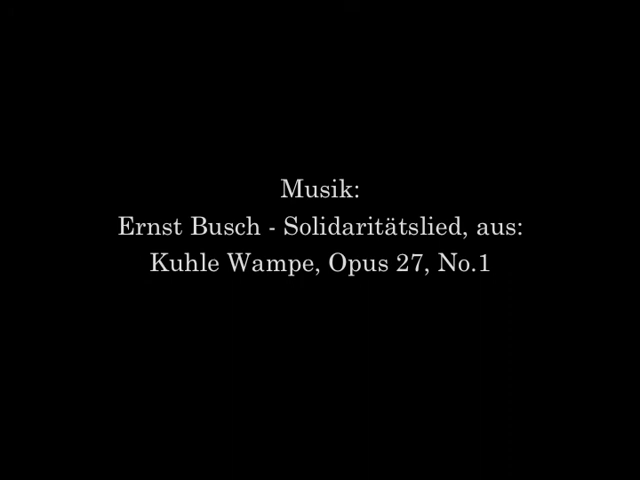 Musik:
Ernst Busch - Solidaritätslied, aus:
Kuhle Wampe, Opus 27, No.1